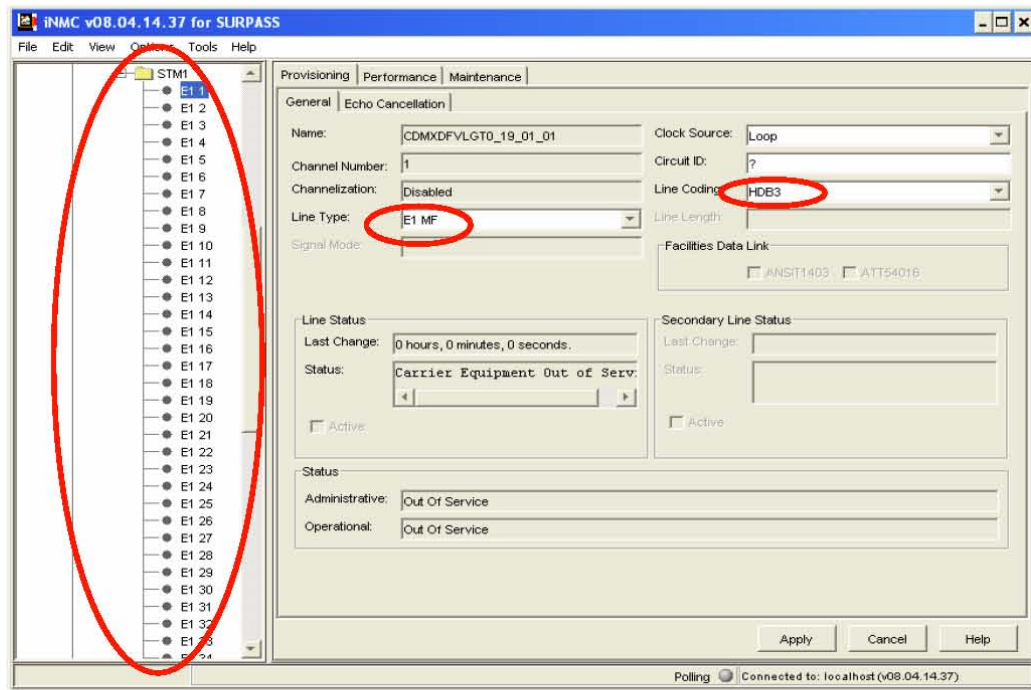 iNMC v08.04.14.37 for SURPASS
File Edit View Options Tools Help
STM1
E1 1
E1 2
E1 3
E1 4
E1 5
E1 6
E1 7
E1 8
E1 9
E1 10
E1 11
E1 12
E1 13
E1 14
E1 15
E1 16
E1 17
E1 18
E1 19
E1 20
E1 21
E1 22
E1 23
E1 24
E1 25
E1 26
E1 27
E1 28
E1 29
E1 30
E1 31
E1 32
E1 33
E1 34
Provisioning Performance Maintenance
General Echo Cancellation
Name: CDMXDFVLGT0_19_01_01
Channel Number: 1
Channelization: Disabled
Line Type: E1 MF
Signal Mode:
Clock Source: Loop
Circuit ID: ?
Line Coding: HDB3
Line Length:
Facilities Data Link
ANSIT1403 ATT54016
Line Status
Last Change: 0 hours, 0 minutes, 0 seconds.
Status: Carrier Equipment Out of Serv
Active
Secondary Line Status
Last Change:
Status:
Active
Status
Administrative: Out Of Service
Operational: Out Of Service
Apply Cancel Help
Polling Connected to: localhost (v08.04.14.37)